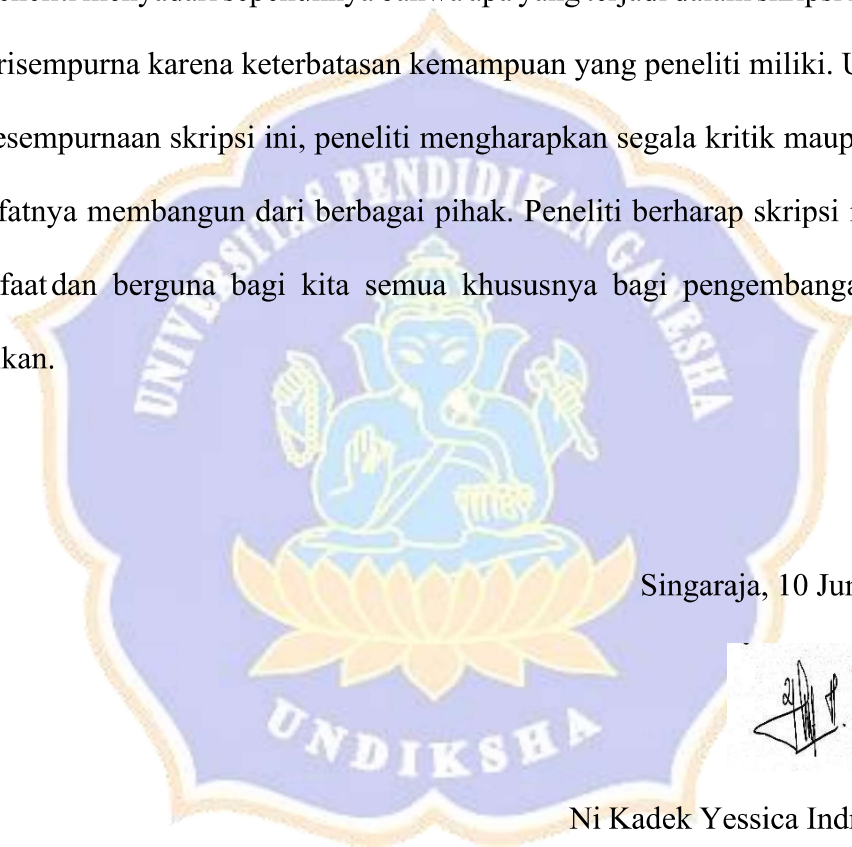 risempurna karena keterbatasan kemampuan yang peneliti miliki. U
esempurnaan skripsi ini, peneliti mengharapkan segala kritik maup
fatnya membangun dari berbagai pihak. Peneliti berharap skripsi i
faat dan berguna bagi kita semua khususnya bagi pengembanga
ikan.
UNIVERSITAS PENDIDIKAN GANESHA
Singaraja, 10 Jun
UNDIKSHA
Ni Kadek Yessica Indr